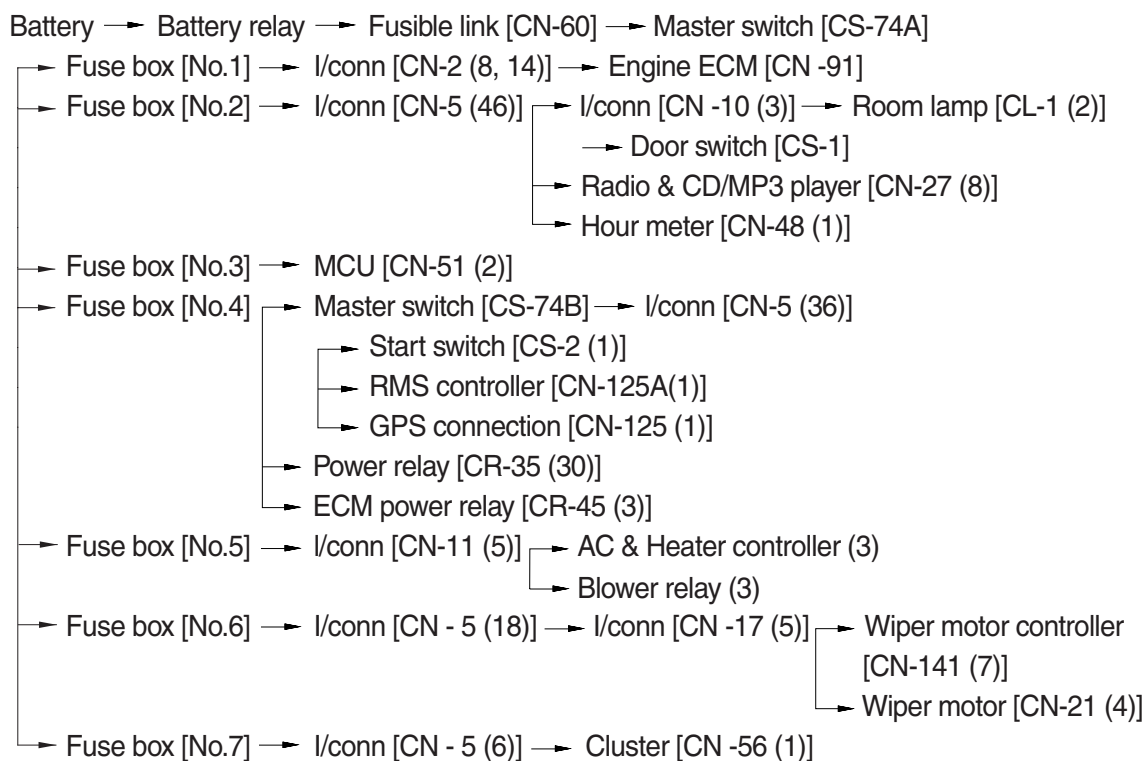 Battery → Battery relay → Fusible link [CN-60] → Master switch [CS-74A]
Fuse box [No.1] → I/conn [CN-2 (8, 14)] → Engine ECM [CN -91]
Fuse box [No.2] → I/conn [CN-5 (46)] → I/conn [CN -10 (3)] → Room lamp [CL-1 (2)]
→ Door switch [CS-1]
→ Radio & CD/MP3 player [CN-27 (8)]
→ Hour meter [CN-48 (1)]
Fuse box [No.3] → MCU [CN-51 (2)]
Fuse box [No.4] → Master switch [CS-74B] → I/conn [CN-5 (36)]
→ Start switch [CS-2 (1)]
→ RMS controller [CN-125A(1)]
→ GPS connection [CN-125 (1)]
→ Power relay [CR-35 (30)]
→ ECM power relay [CR-45 (3)]
Fuse box [No.5] → I/conn [CN-11 (5)] → AC & Heater controller (3)
→ Blower relay (3)
Fuse box [No.6] → I/conn [CN - 5 (18)] → I/conn [CN -17 (5)] → Wiper motor controller
[CN-141 (7)]
→ Wiper motor [CN-21 (4)]
Fuse box [No.7] → I/conn [CN - 5 (6)] → Cluster [CN -56 (1)]